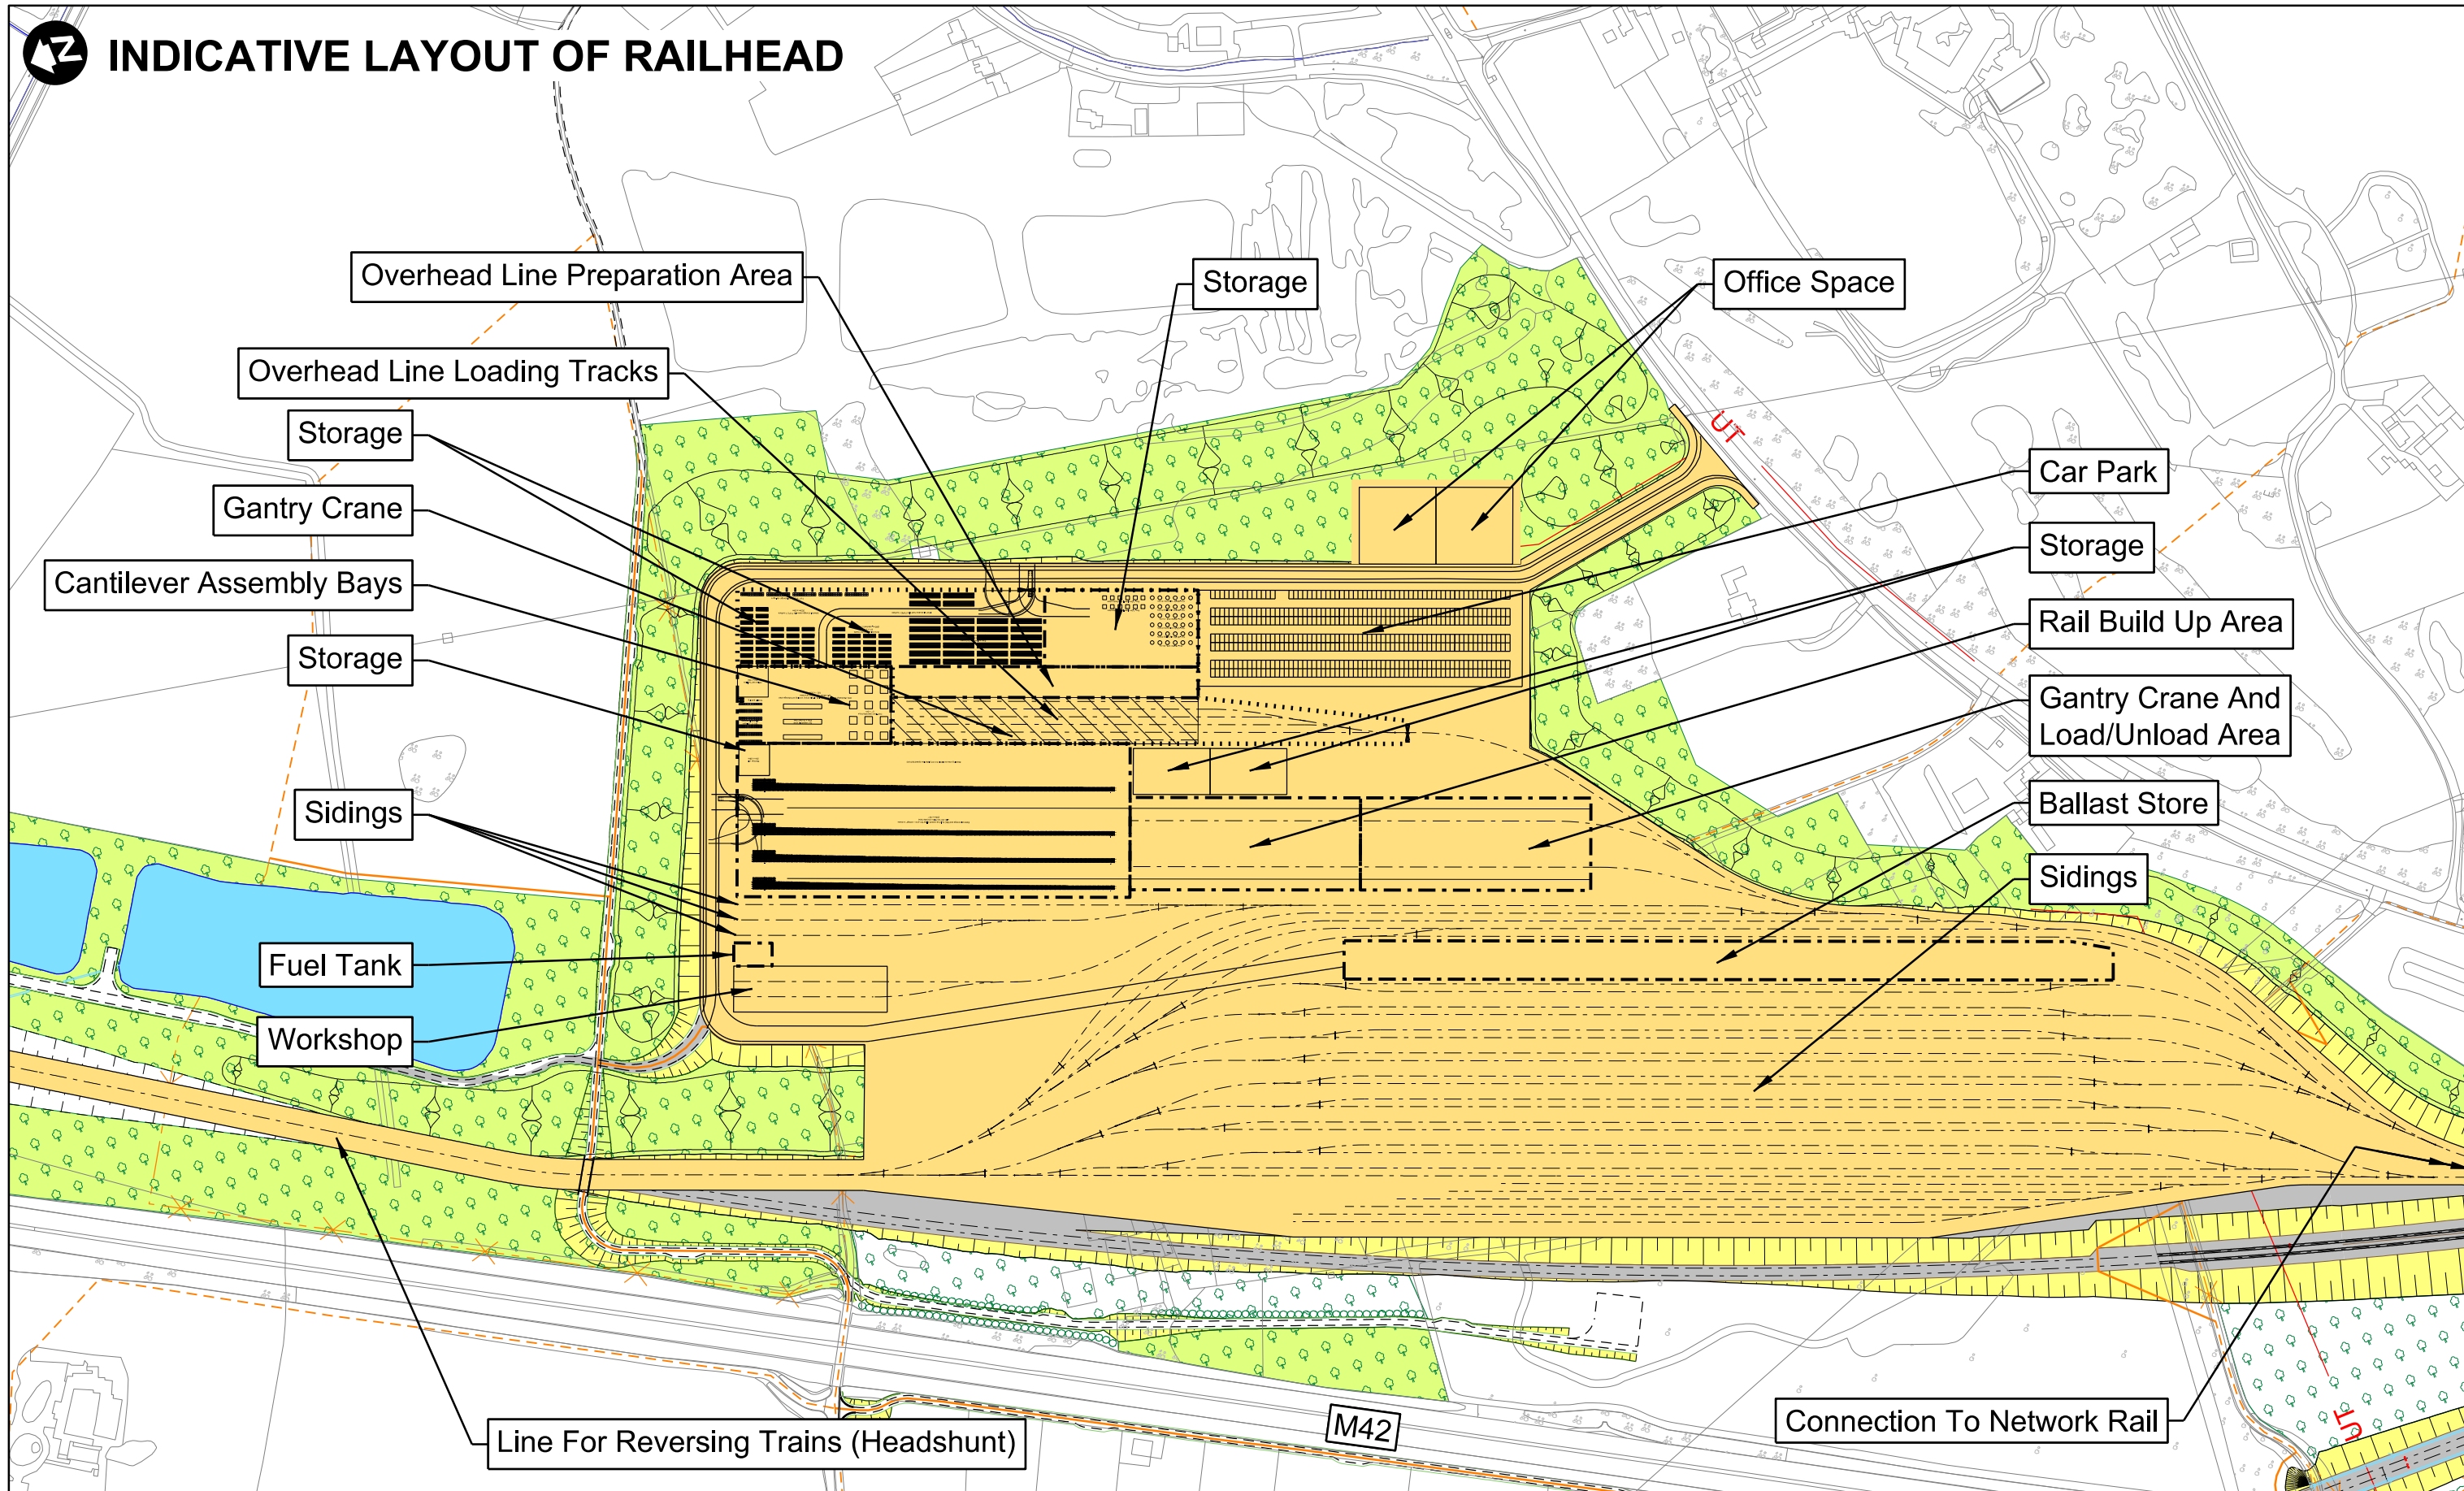 N
INDICATIVE LAYOUT OF RAILHEAD
Overhead Line Preparation Area
Storage
Office Space
Overhead Line Loading Tracks
Storage
UT
Car Park
Gantry Crane
Storage
Cantilever Assembly Bays
Rail Build Up Area
Storage
Gantry Crane And
Load/Unload Area
Sidings
Ballast Store
Sidings
Fuel Tank
Workshop
Line For Reversing Trains (Headshunt)
M42
Connection To Network Rail
UT